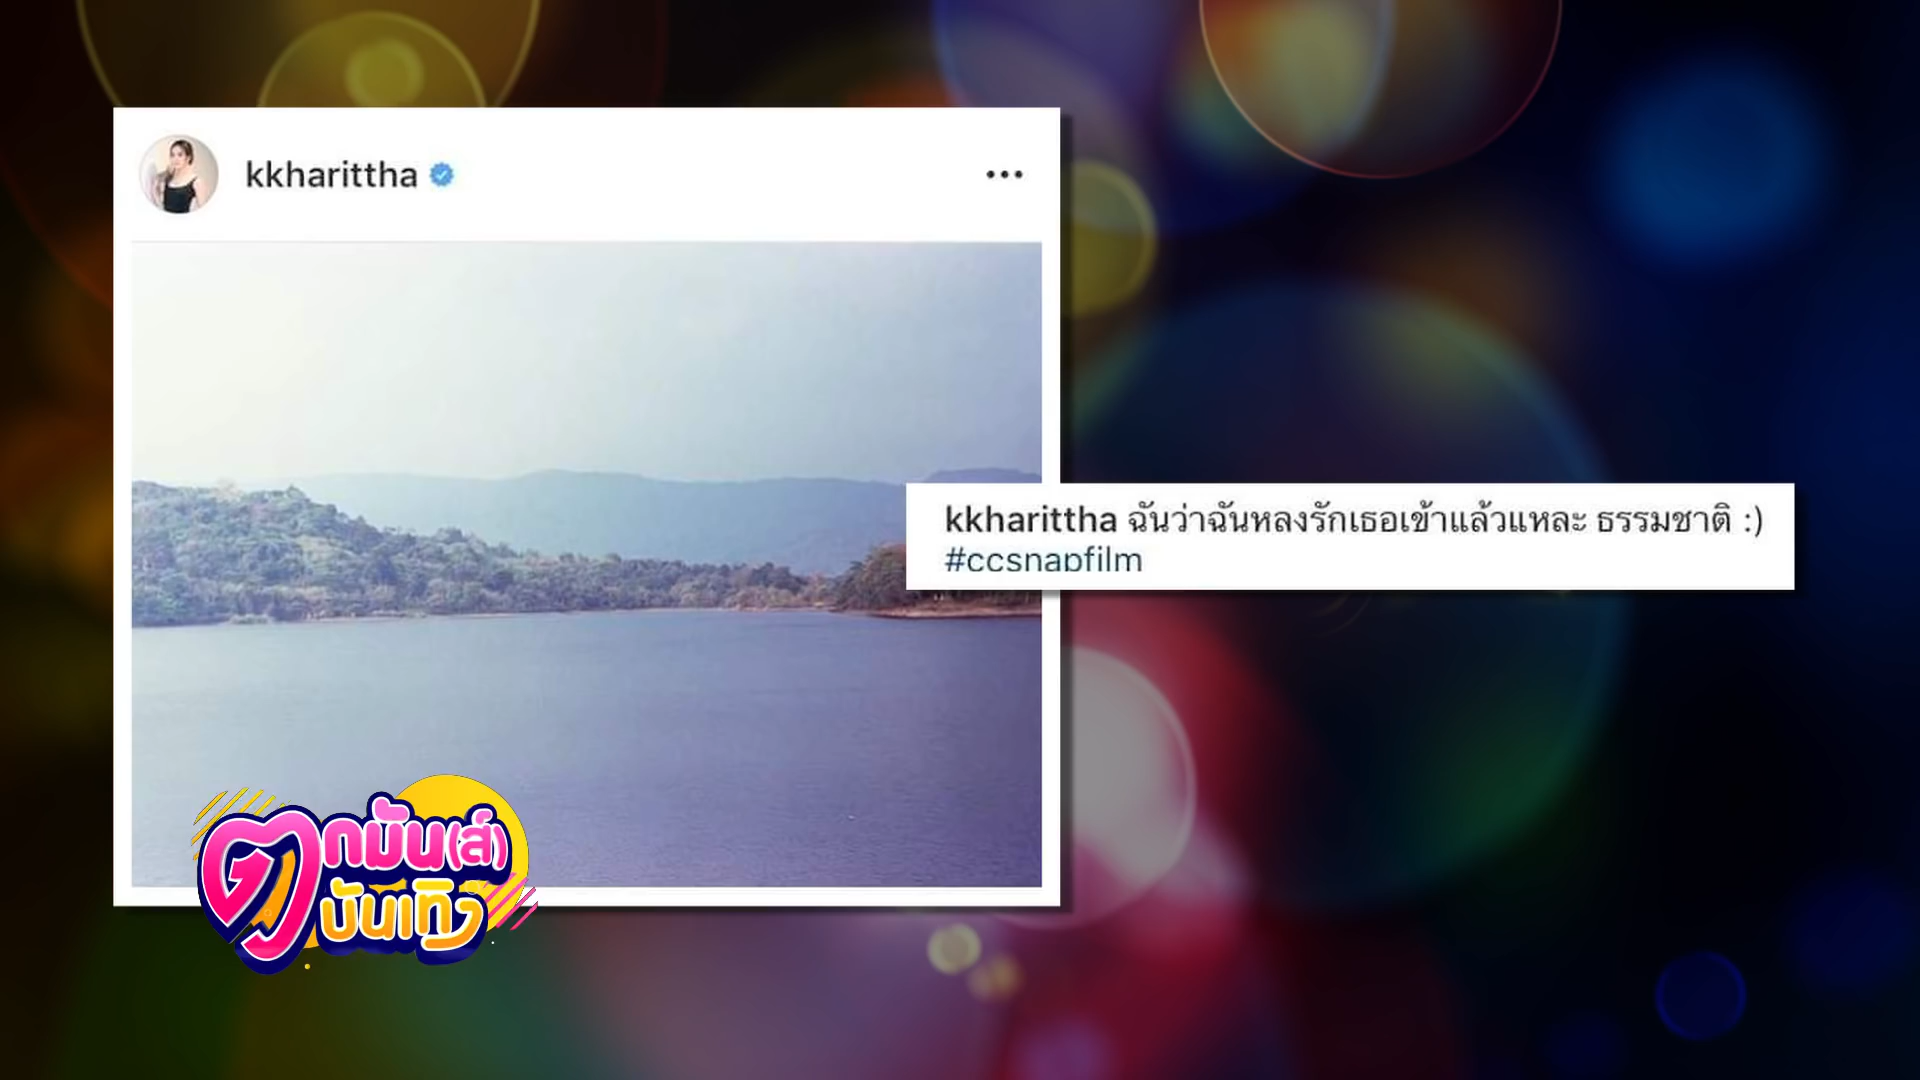 kkharittha
kkharittha ฉันว่าฉันหลงรักเธอเข้าแล้วแหละ ธรรมชาติ :)
#ccsnapfilm
ตกมัน(ส์)
บันเทิง